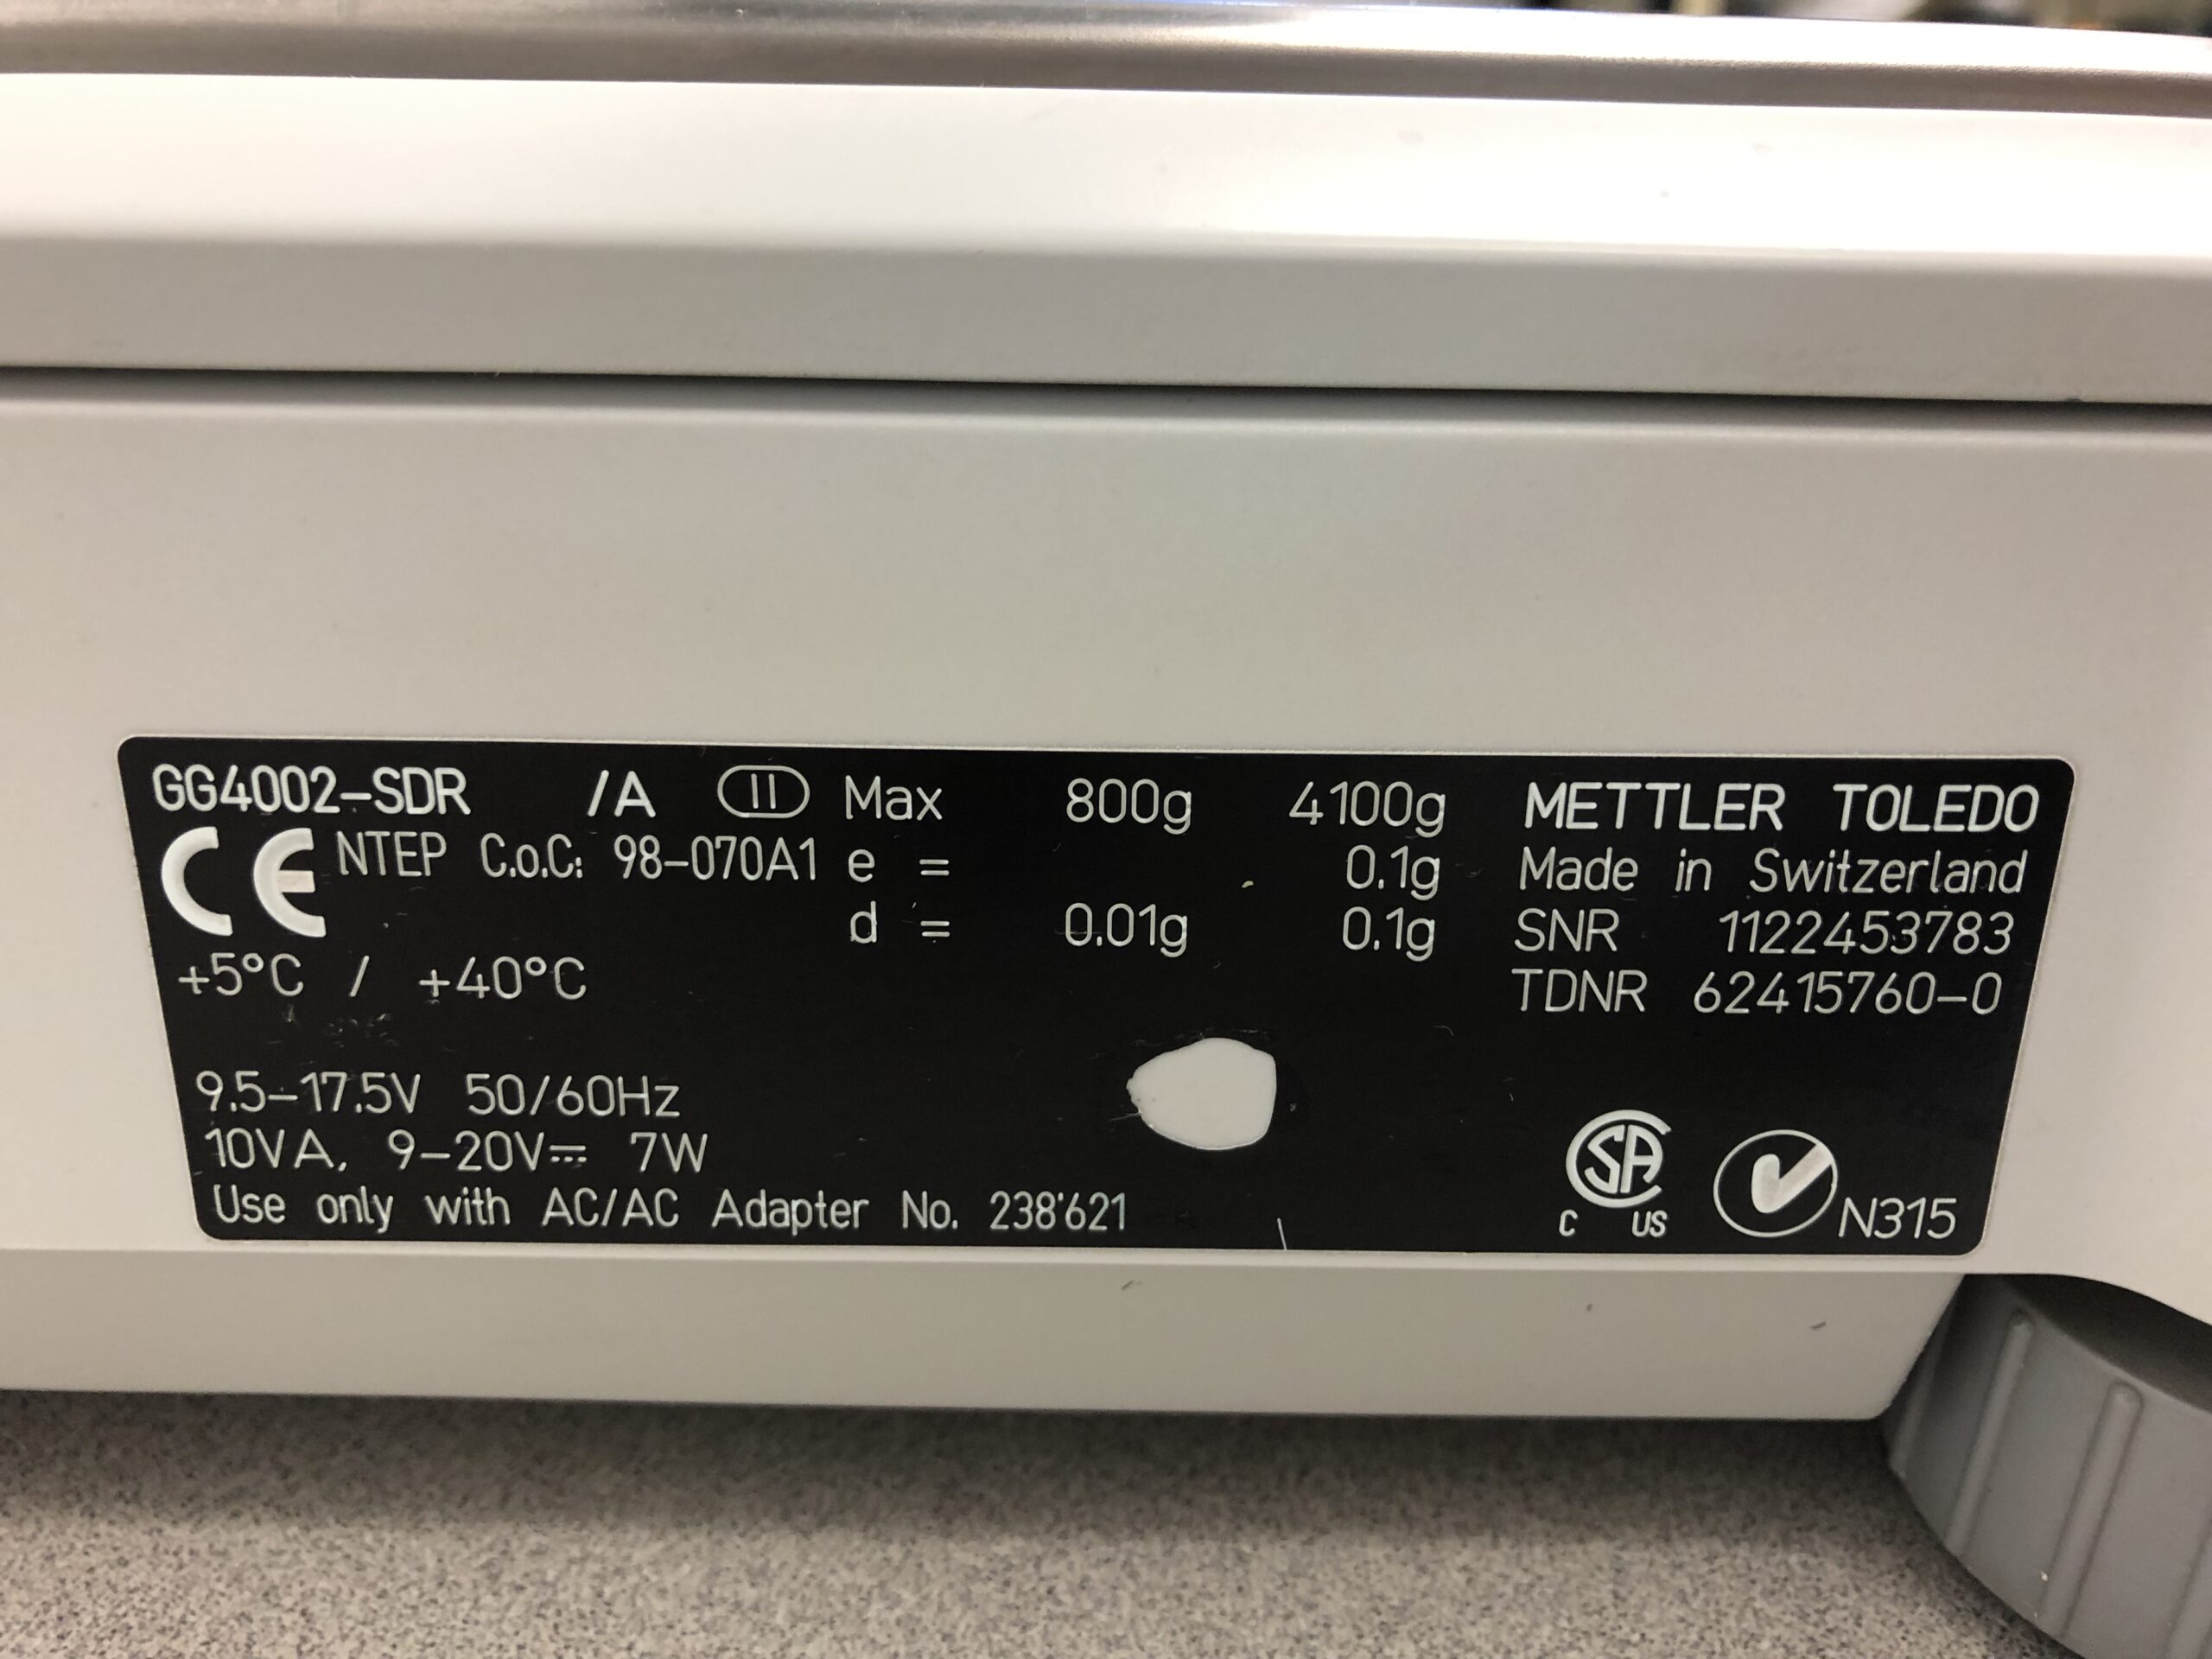 GG4002-SDR /A II Max 800g 4100g
CE NTEP C.o.C: 98-070A1 e = 0.1g
d = 0.01g 0.1g
+5°C / +40°C
9.5-17.5V 50/60Hz
10VA, 9-20V⎓ 7W
Use only with AC/AC Adapter No. 238'621
METTLER TOLEDO
Made in Switzerland
SNR 1122453783
TDNR 62415760-0
SA
C US
N315